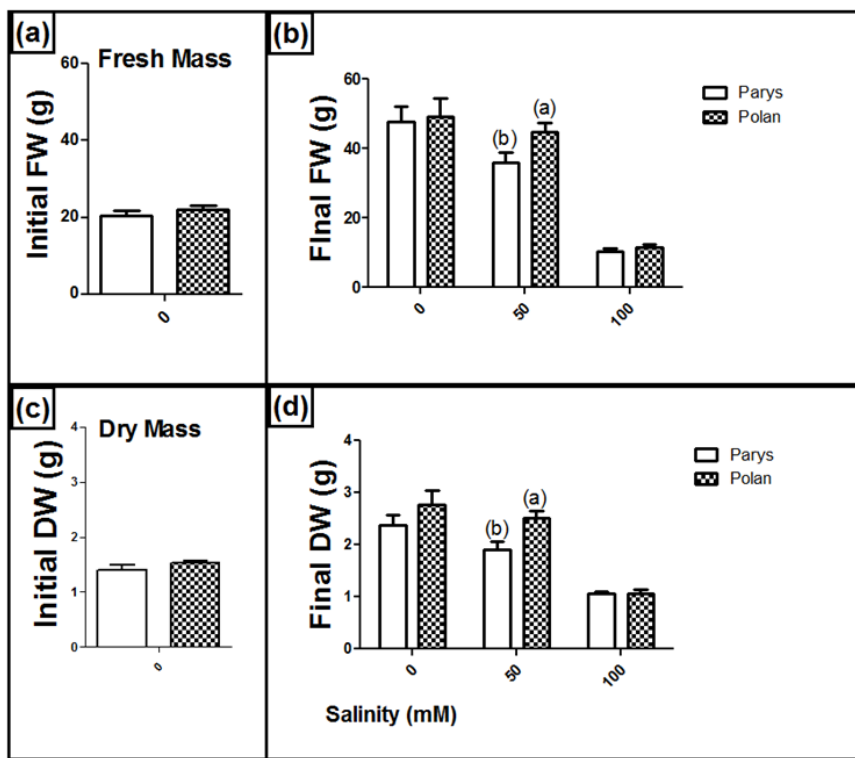 (a)
Fresh Mass
Initial FW (g)
60
40
20
0
0
(b)
FInal FW (g)
60
40
20
0
(b)
(a)
0
50
100
Parys
Polan
(c)
Dry Mass
Initial DW (g)
4
3
2
1
0
0
(d)
Final DW (g)
4
3
2
1
0
(b)
(a)
0
50
100
Parys
Polan
Salinity (mM)